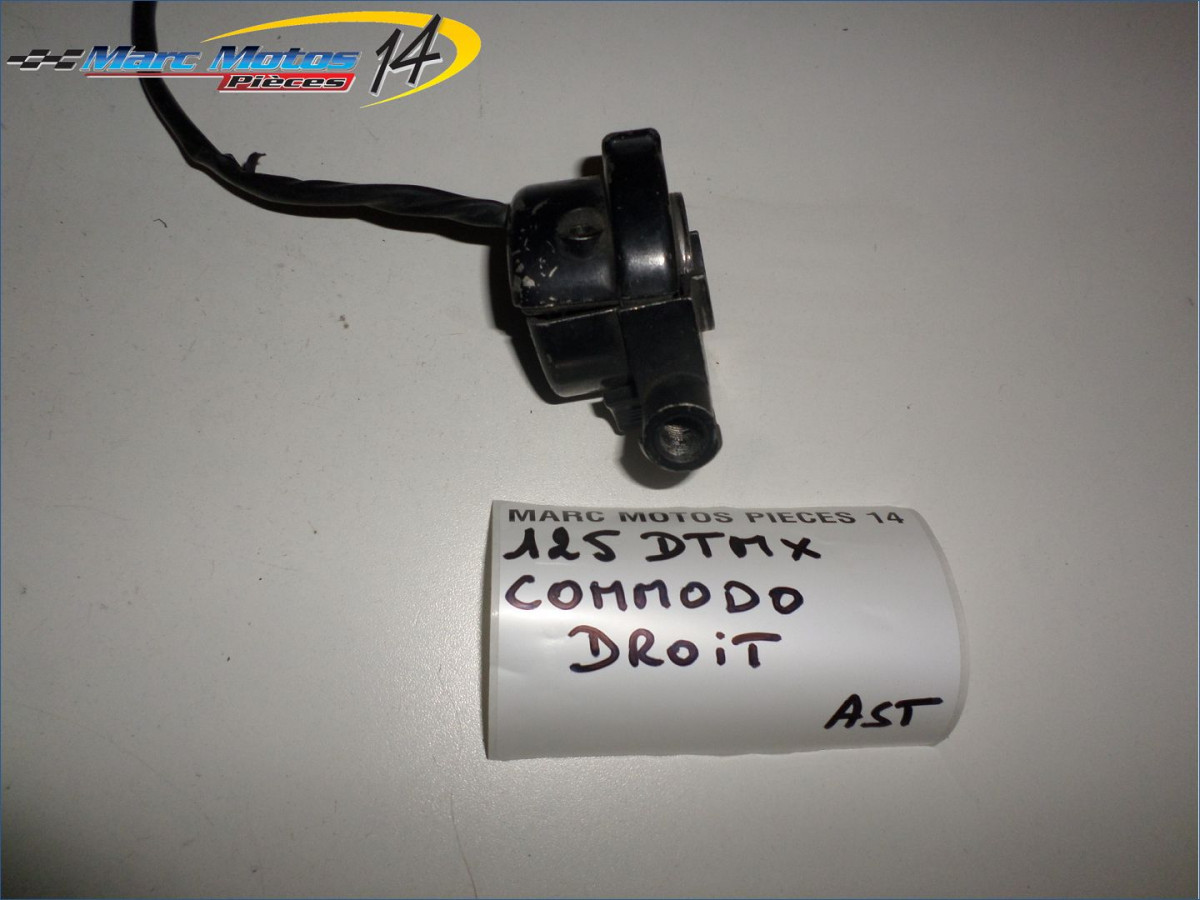 Marc Motos 14
Pièces
MARC MOTOS PIECES 14
125 DTMX
COMMODO
DROiT
AST